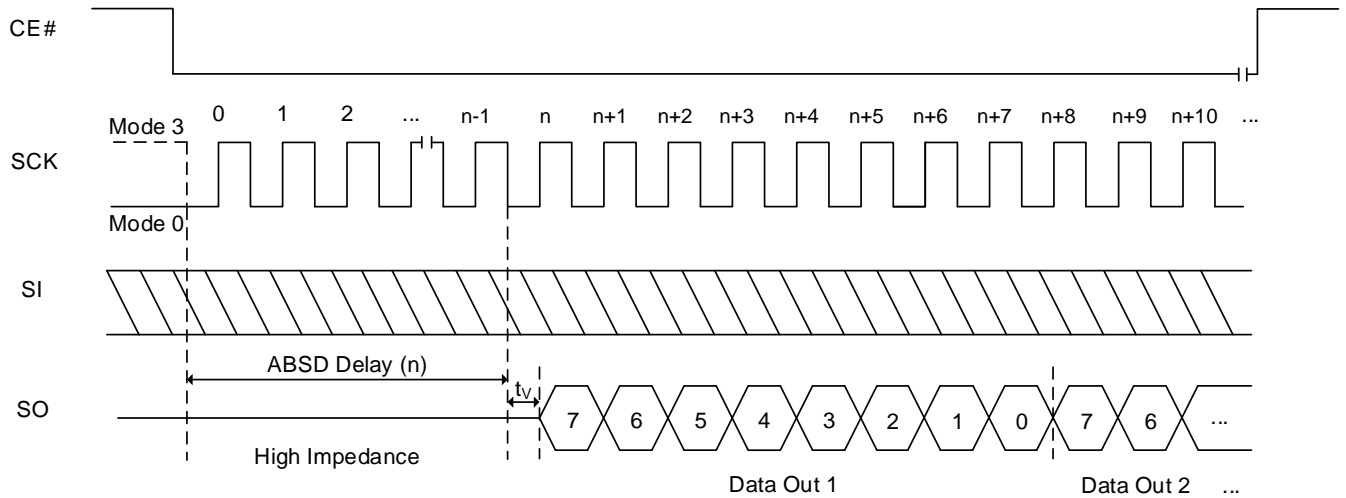 CE#
0 1 2 ... n-1 n n+1 n+2 n+3 n+4 n+5 n+6 n+7 n+8 n+9 n+10 ...
Mode 3
SCK
Mode 0
SI
ABSD Delay (n)
tV
SO
7 6 5 4 3 2 1 0 7 6 ...
High Impedance
Data Out 1 Data Out 2 ...